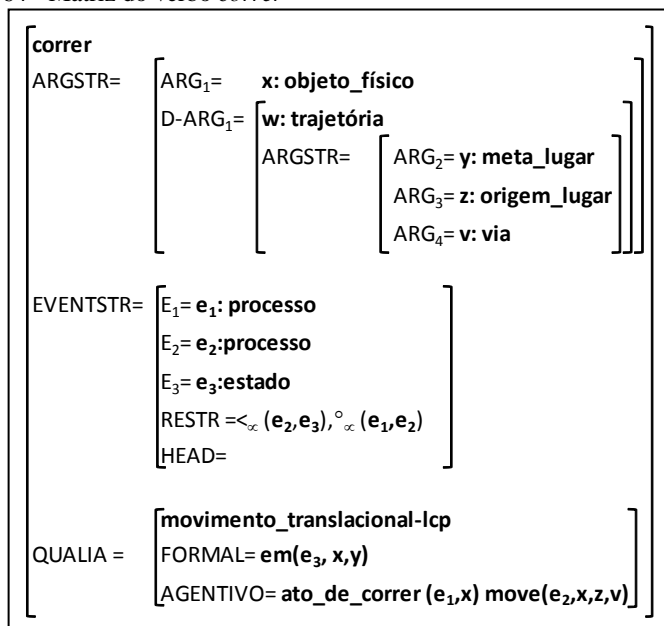 correr
ARGSTR= ARG1= x: objeto_físico
D-ARG1= w: trajetória
ARGSTR= ARG2= y: meta_lugar
ARG3= z: origem_lugar
ARG4= v: via
EVENTSTR= E1= e1: processo
E2= e2:processo
E3= e3:estado
RESTR =<∞ (e2,e3),°∞ (e1,e2)
HEAD=
movimento_translacional-lcp
QUALIA = FORMAL= em(e3, x,y)
AGENTIVO= ato_de_correr (e1,x) move(e2,x,z,v)